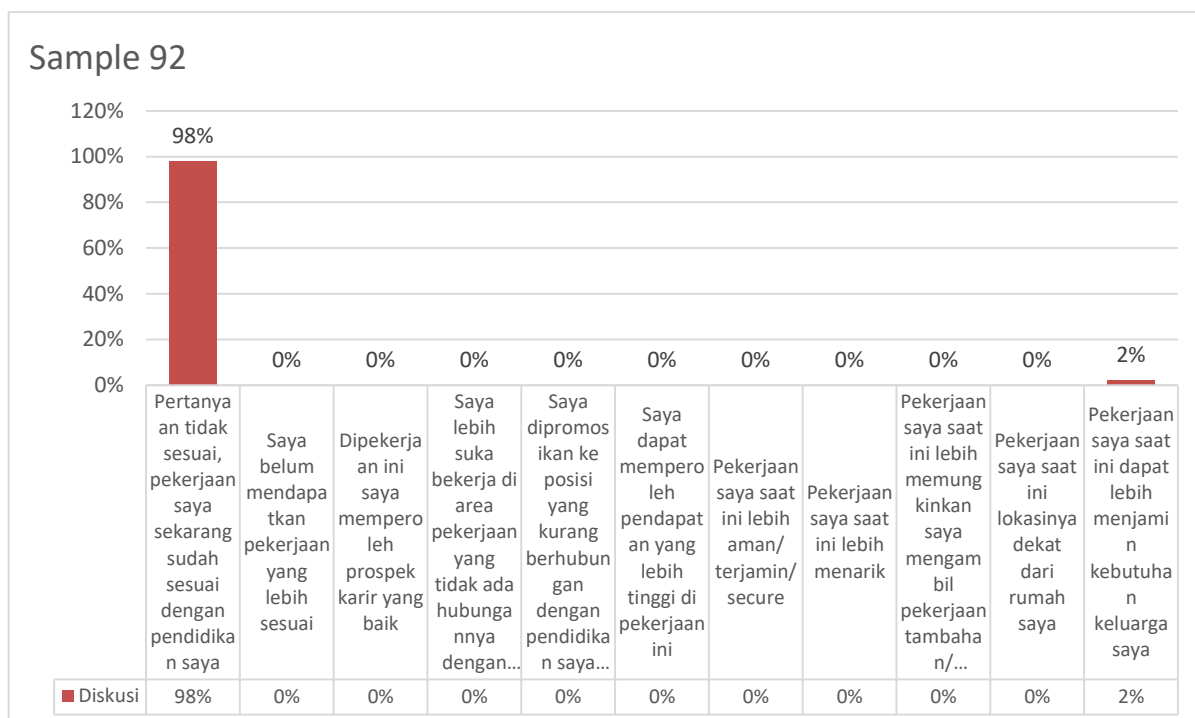 Sample 92
120%
100%
80%
60%
40%
20%
0%
98%
0%
0%
0%
0%
0%
0%
0%
0%
0%
2%
Pertanya
an tidak
sesuai,
pekerjaan
saya
sekarang
sudah
sesuai
dengan
pendidika
n saya
Saya
belum
mendapa
tkan
pekerjaan
yang
lebih
sesuai
Dipekerja
an ini
saya
mempero
leh
prospek
karir yang
baik
Saya
lebih
suka
bekerja di
area
pekerjaan
yang
tidak ada
hubunga
nnya
dengan...
Saya
dipromos
ikan ke
posisi
yang
kurang
berhubun
gan
dengan
pendidika
n saya...
Saya
dapat
mempero
leh
pendapat
an yang
lebih
tinggi di
pekerjaan
ini
Pekerjaan
saya saat
ini lebih
aman/
terjamin/
secure
Pekerjaan
saya saat
ini lebih
menarik
Pekerjaan
saya saat
ini lebih
memung
kinkan
saya
mengam
bil
pekerjaan
tambaha
n/...
Pekerjaan
saya saat
ini
lokasinya
dekat
dari
rumah
saya
Pekerjaan
saya saat
ini dapat
lebih
menjami
n
kebutuha
n
keluarga
saya
Diskusi 98% 0% 0% 0% 0% 0% 0% 0% 0% 0% 2%